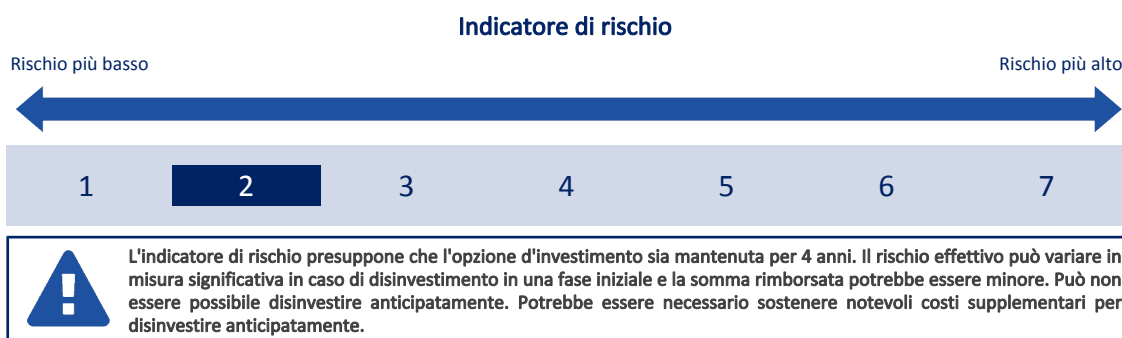 Indicatore di rischio
Rischio più basso
Rischio più alto
1 2 3 4 5 6 7
L'indicatore di rischio presuppone che l'opzione d'investimento sia mantenuta per 4 anni. Il rischio effettivo può variare in
misura significativa in caso di disinvestimento in una fase iniziale e la somma rimborsata potrebbe essere minore. Può non
essere possibile disinvestire anticipatamente. Potrebbe essere necessario sostenere notevoli costi supplementari per
disinvestire anticipatamente.